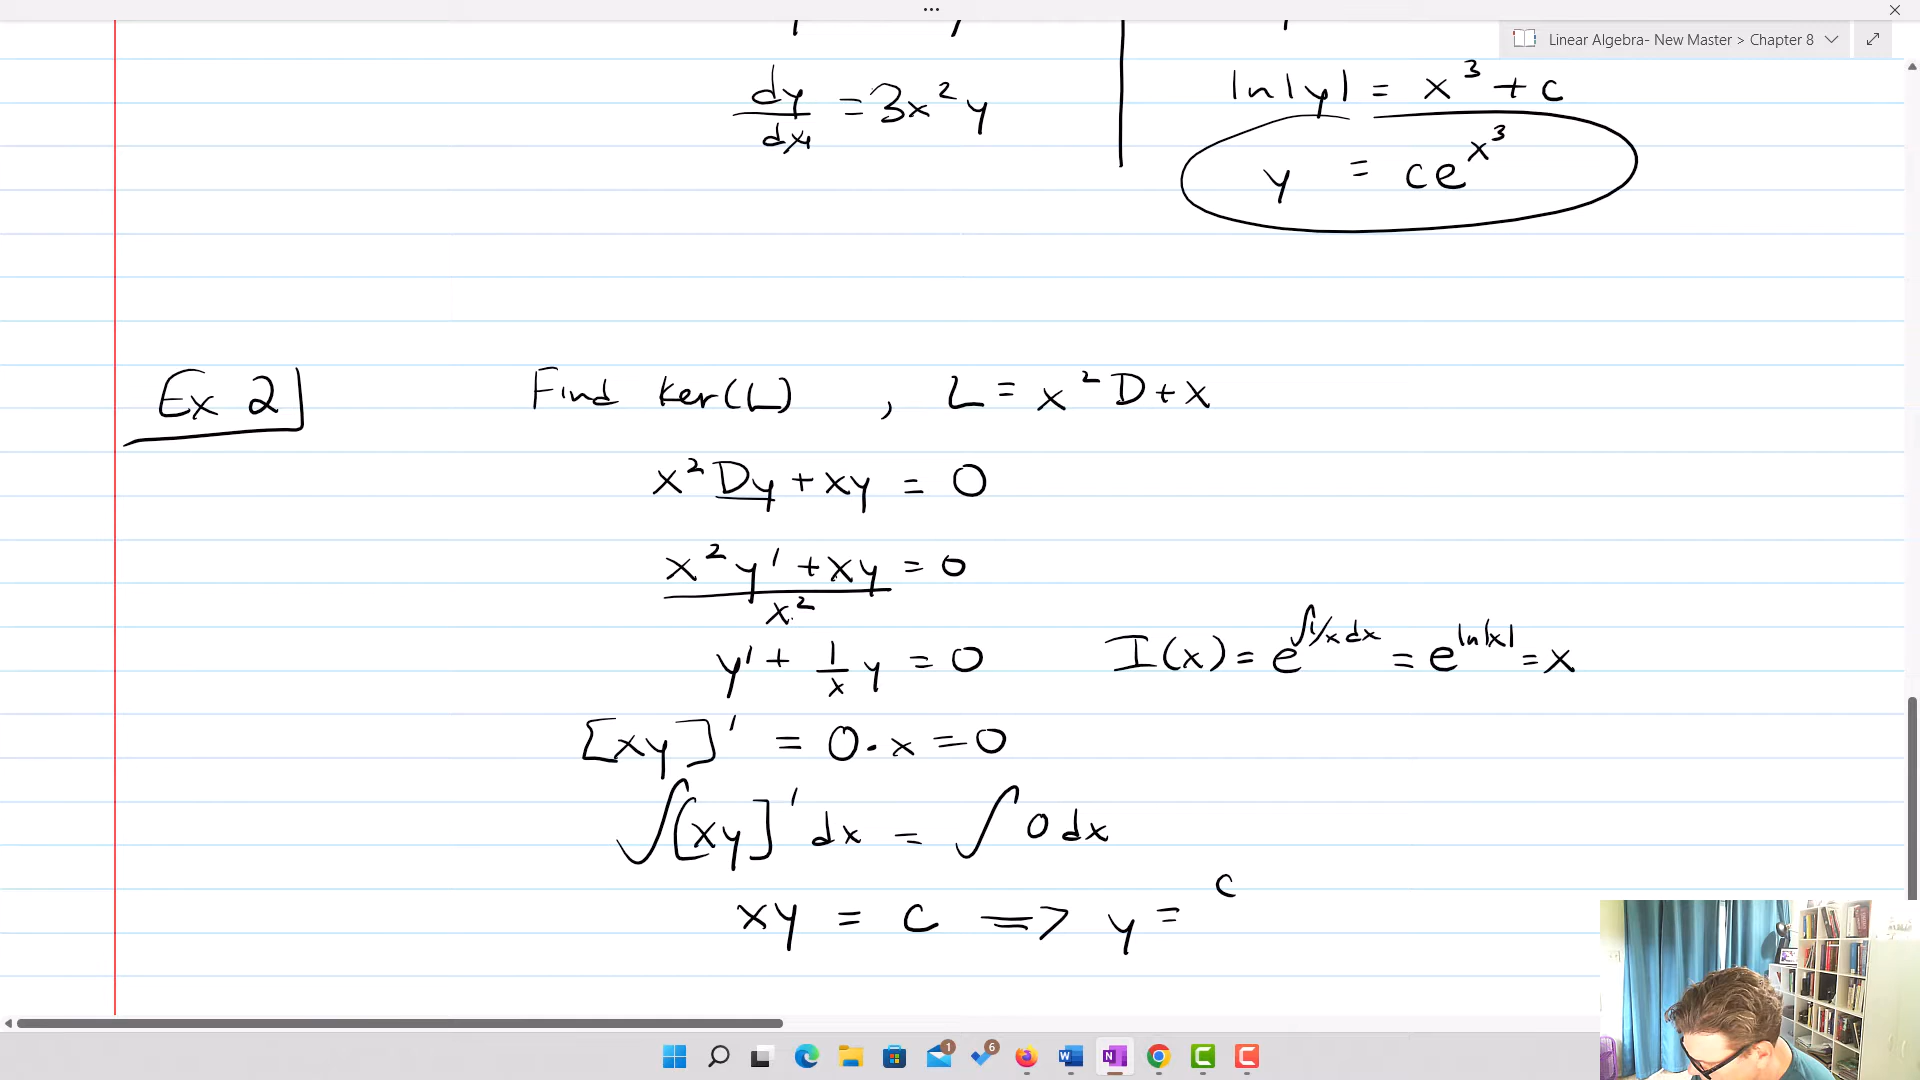 Linear Algebra- New Master > Chapter 8
dy/dx = 3x²y
ln|y| = x³ + c
y = ce^x³
Ex 2
Find ker(L) , L = x²D + x
x²Dy + xy = 0
x²y' + xy = 0
x²
y' + 1/x y = 0
I(x) = e^∫1/x dx = e^ln|x| = x
[xy]' = 0 · x = 0
∫[xy]' dx = ∫ 0 dx
xy = c => y = c
1
6